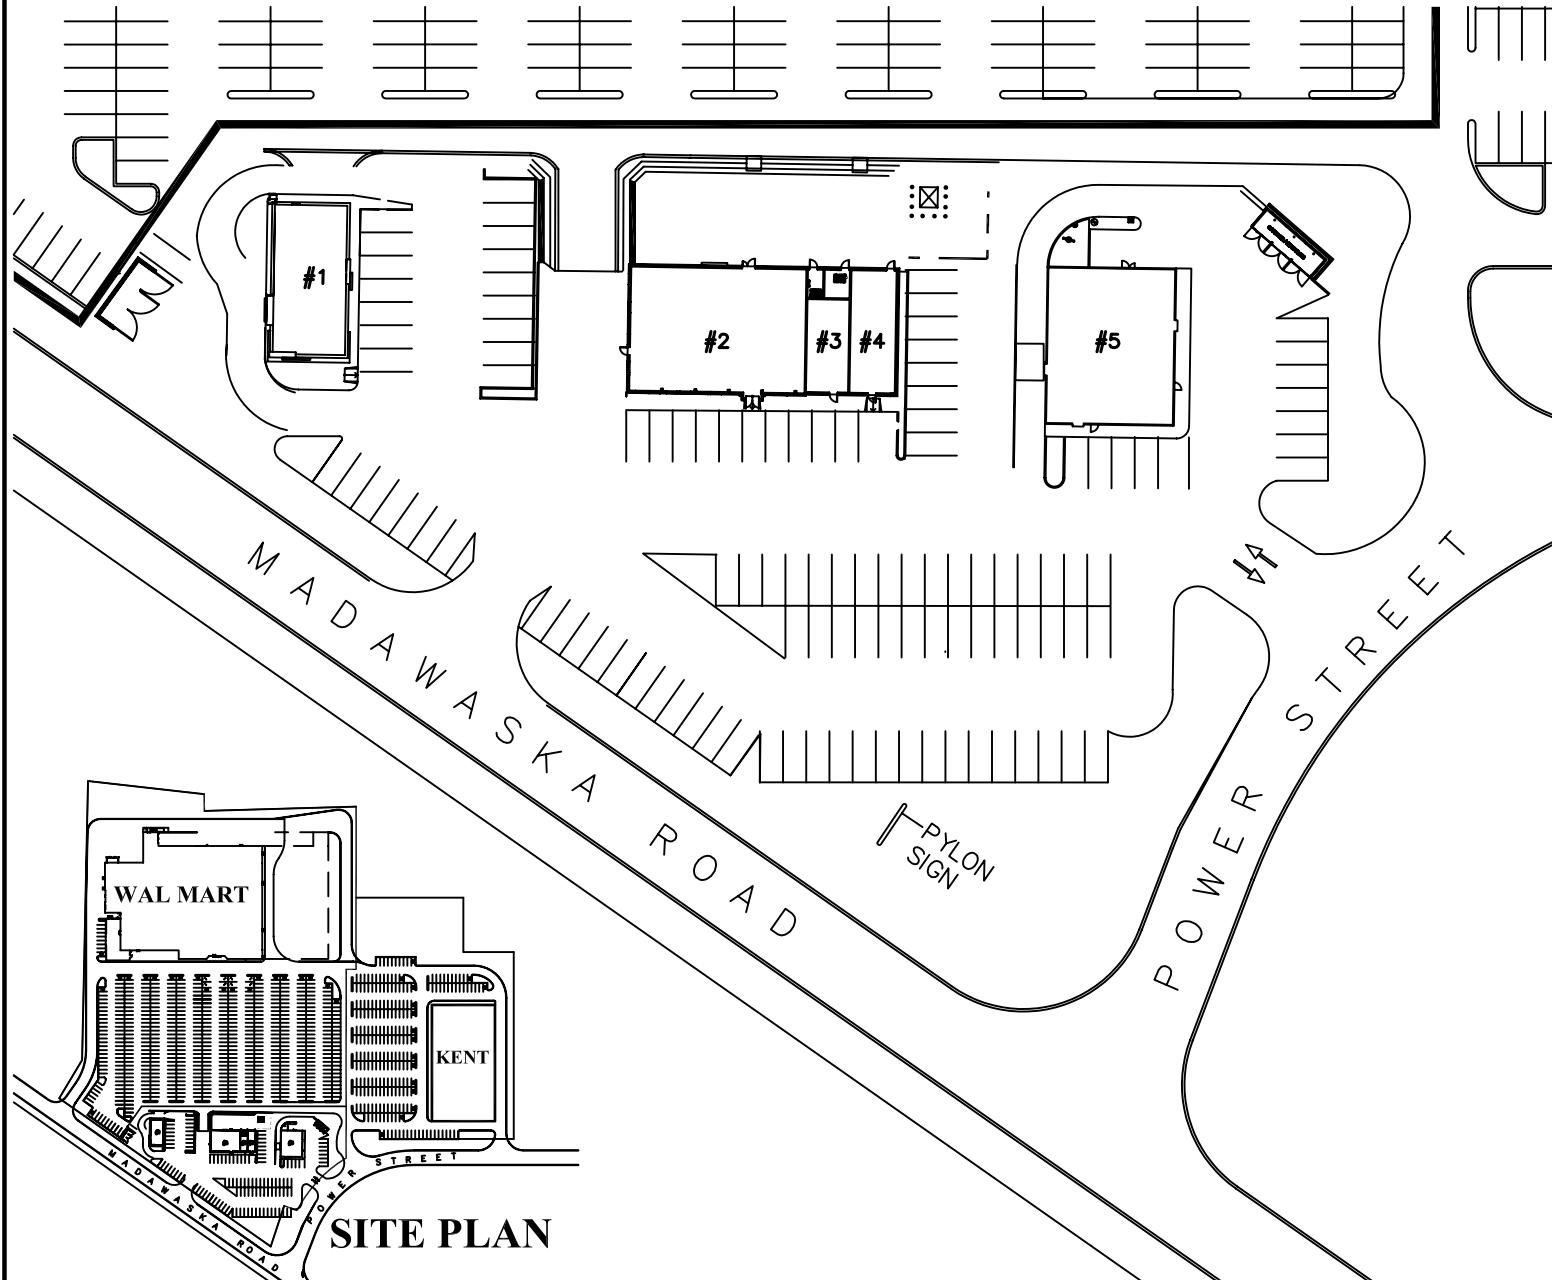 #1
#2
#3
#4
#5
MADAWASKA ROAD
POWER STREET
PYLON
SIGN
WAL MART
KENT
MADAWASKA ROAD
POWER STREET
SITE PLAN